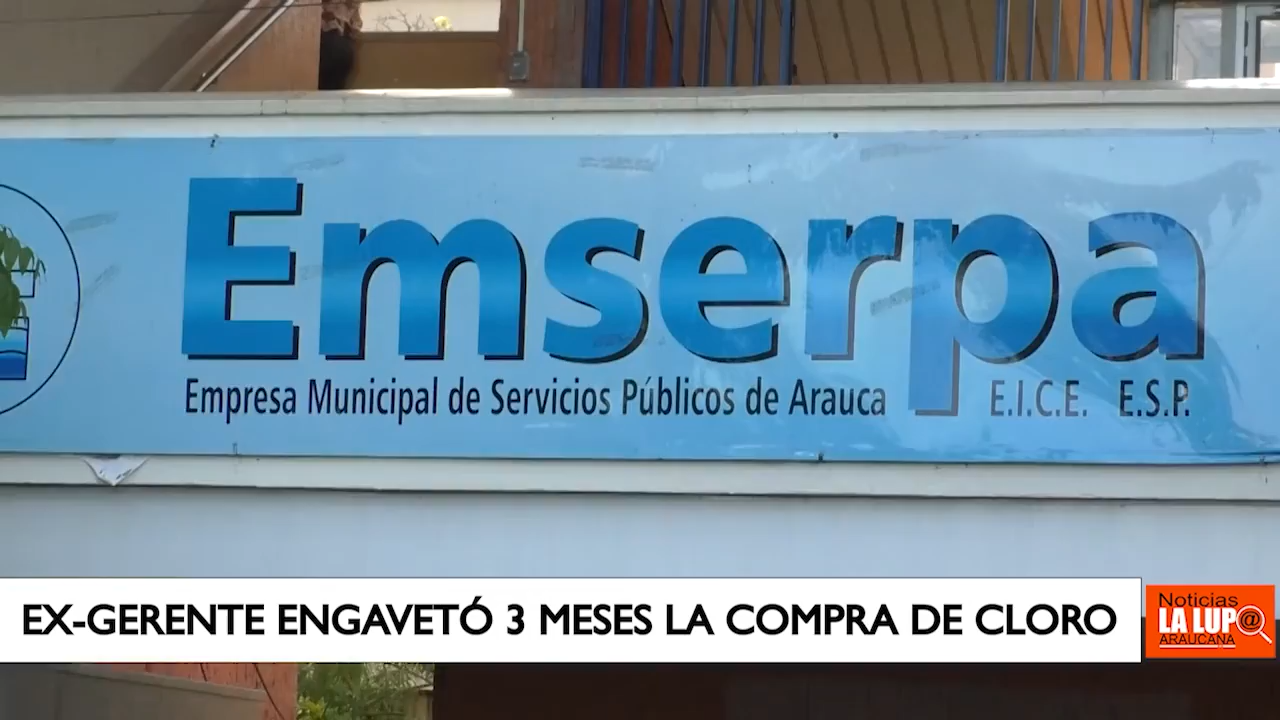 Emserpa
Empresa Municipal de Servicios Públicos de Arauca E.I.C.E. E.S.P.
EX-GERENTE ENGAVETÓ 3 MESES LA COMPRA DE CLORO
Noticias
LA LUP@
ARAUCANA